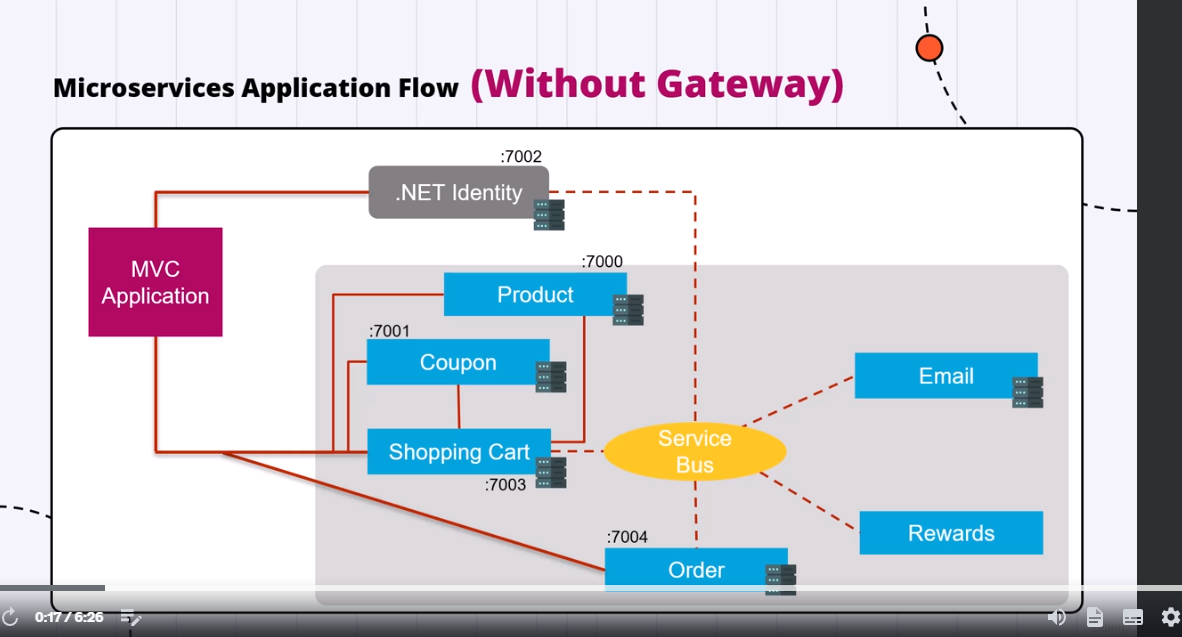 Microservices Application Flow (Without Gateway)
:7002
.NET Identity
MVC
Application
:7000
Product
:7001
Coupon
Email
Shopping Cart
Service
Bus
:7003
Rewards
:7004
Order
0:17 / 6:26